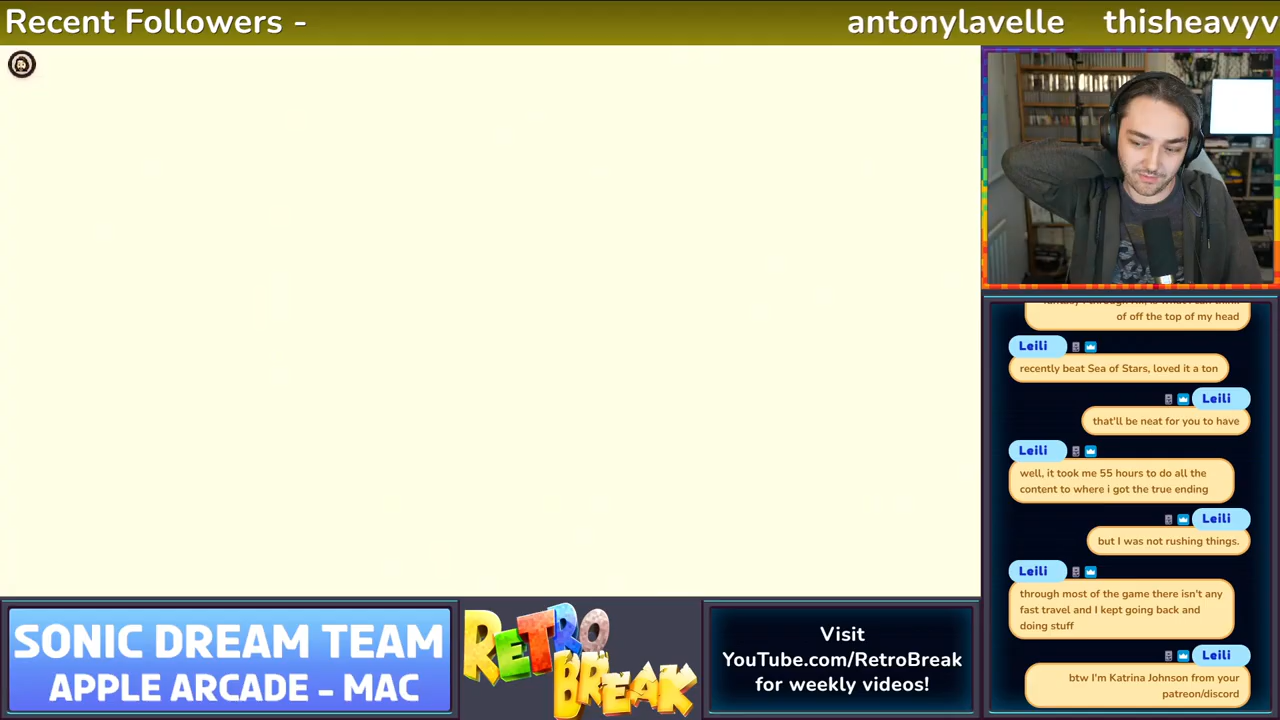 Recent Followers -
antonylavelle thisheavyv
of off the top of my head
Leili
recently beat Sea of Stars, loved it a ton
Leili
that'll be neat for you to have
Leili
well, it took me 55 hours to do all the
content to where i got the true ending
Leili
but I was not rushing things.
Leili
through most of the game there isn't any
fast travel and I kept going back and
doing stuff
Leili
btw I'm Katrina Johnson from your
patreon/discord
SONIC DREAM TEAM
APPLE ARCADE - MAC
RETRO
BREAK
Visit
YouTube.com/RetroBreak
for weekly videos!